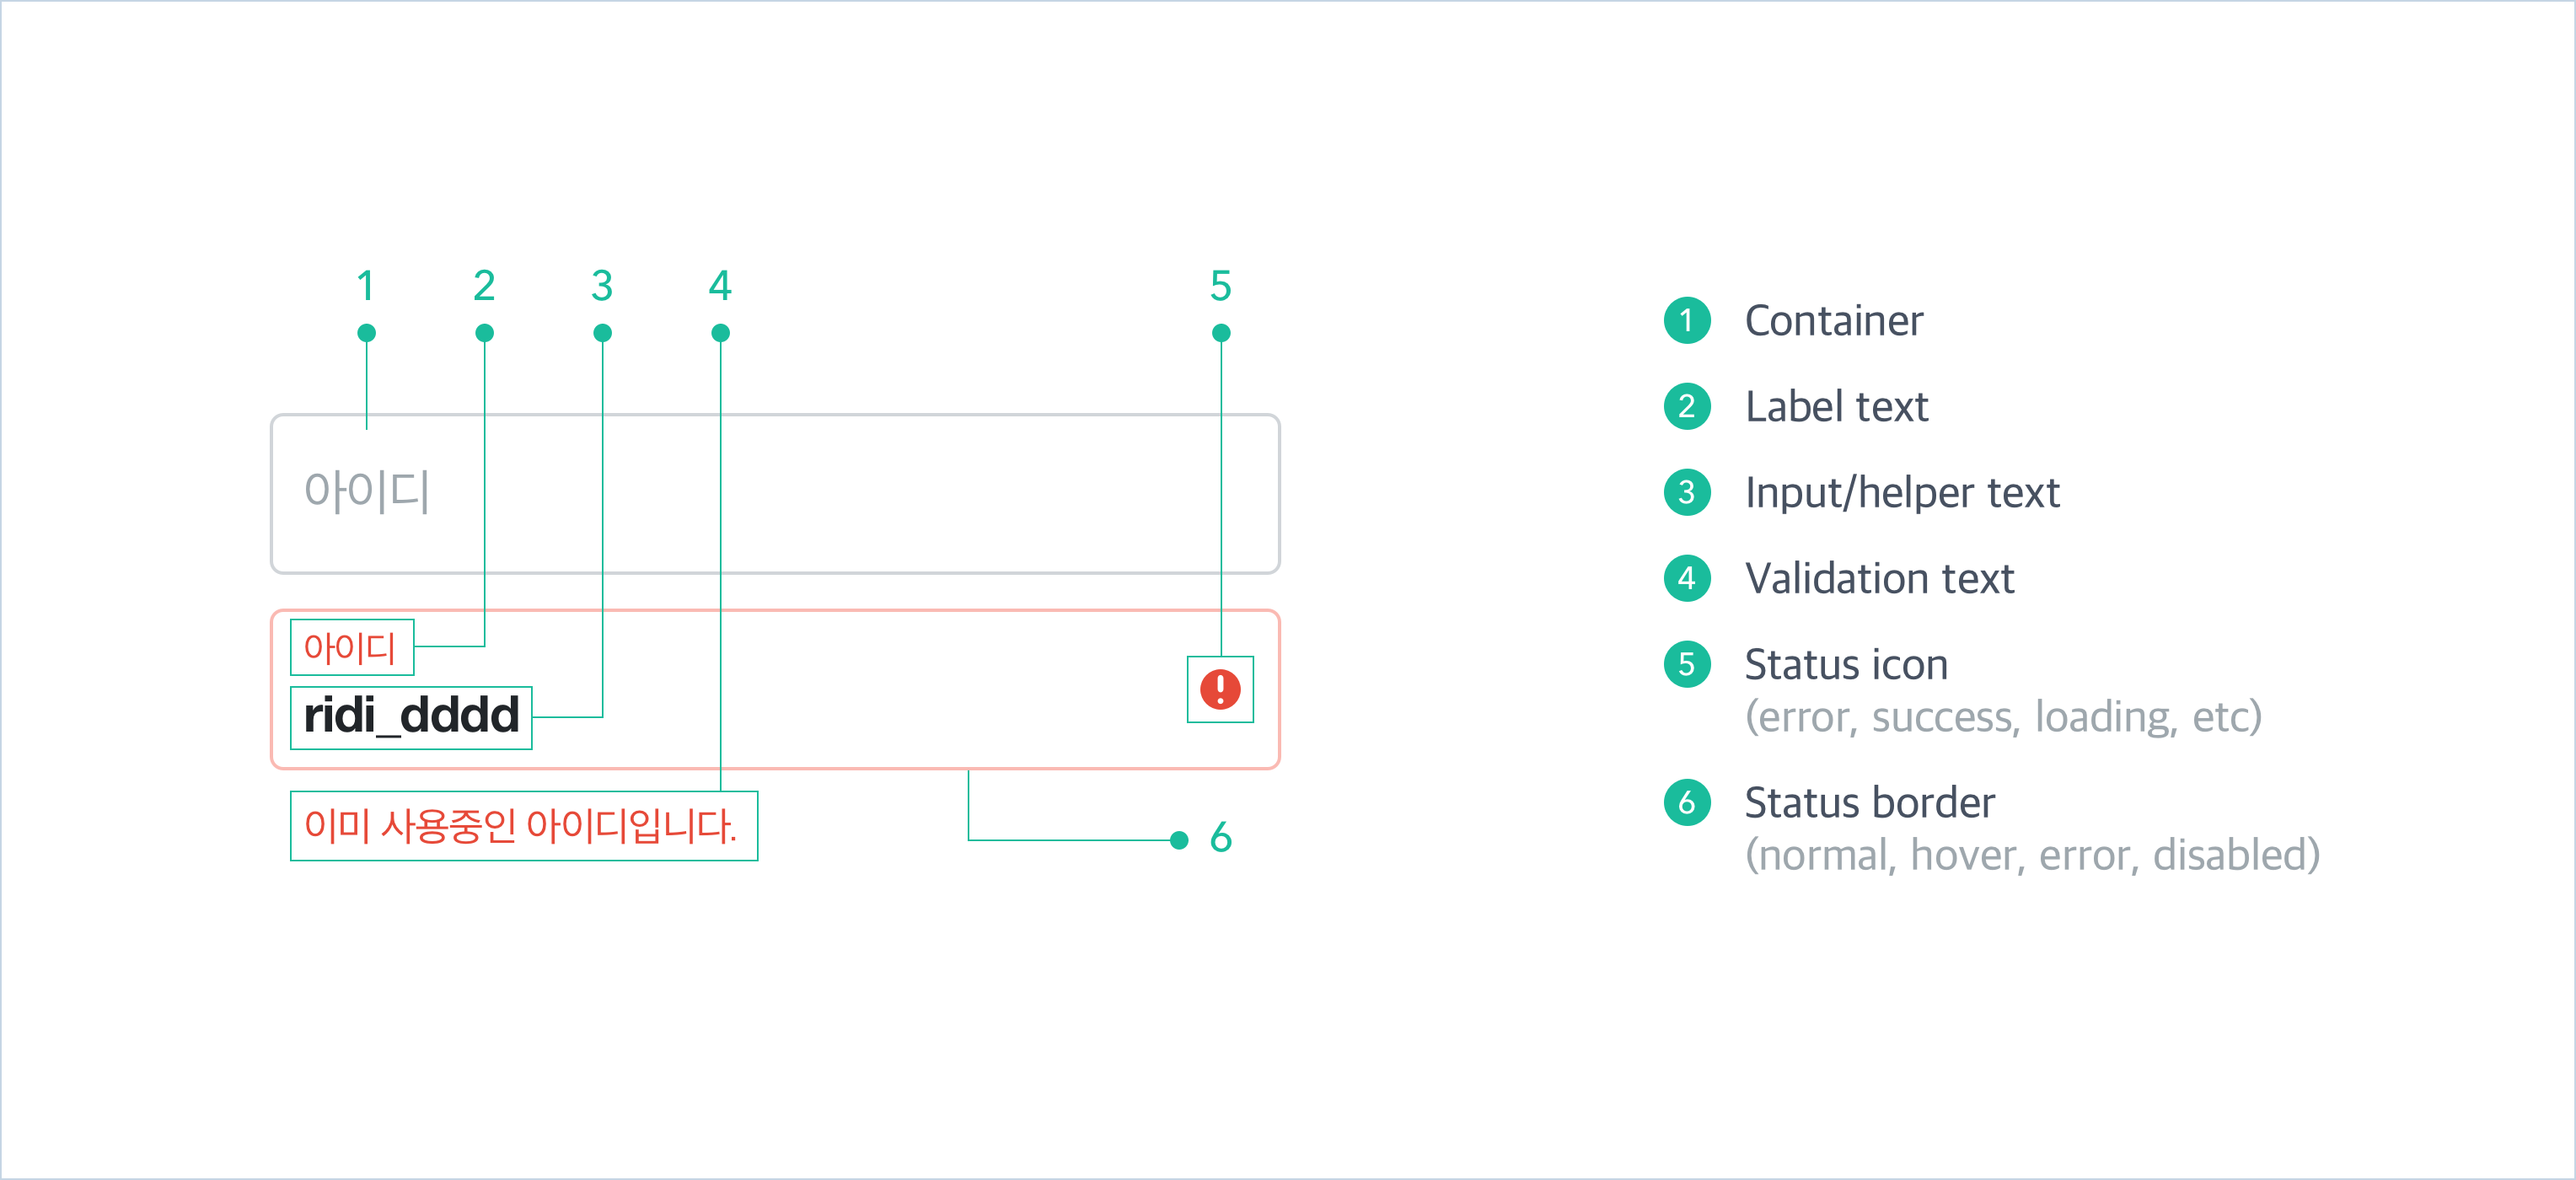 1 2 3 4 5
아이디
아이디
ridi_dddd
이미 사용중인 아이디입니다.
6
1 Container
2 Label text
3 Input/helper text
4 Validation text
5 Status icon
(error, success, loading, etc)
6 Status border
(normal, hover, error, disabled)